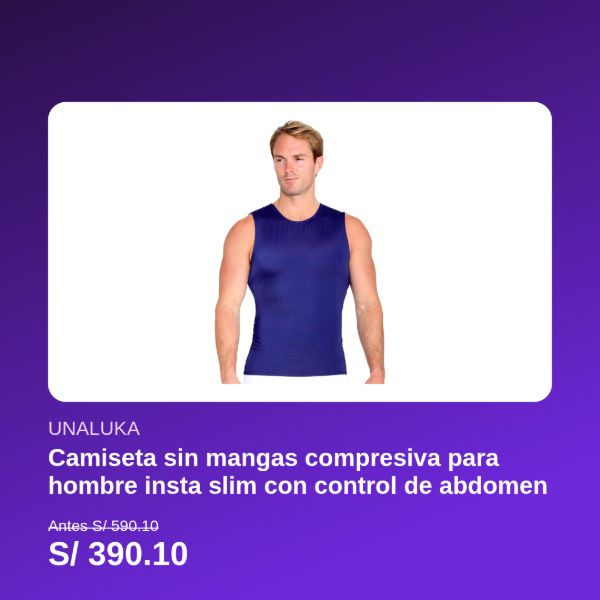 UNALUKA
Camiseta sin mangas compresiva para
hombre insta slim con control de abdomen
Antes S/ 590.10
S/ 390.10